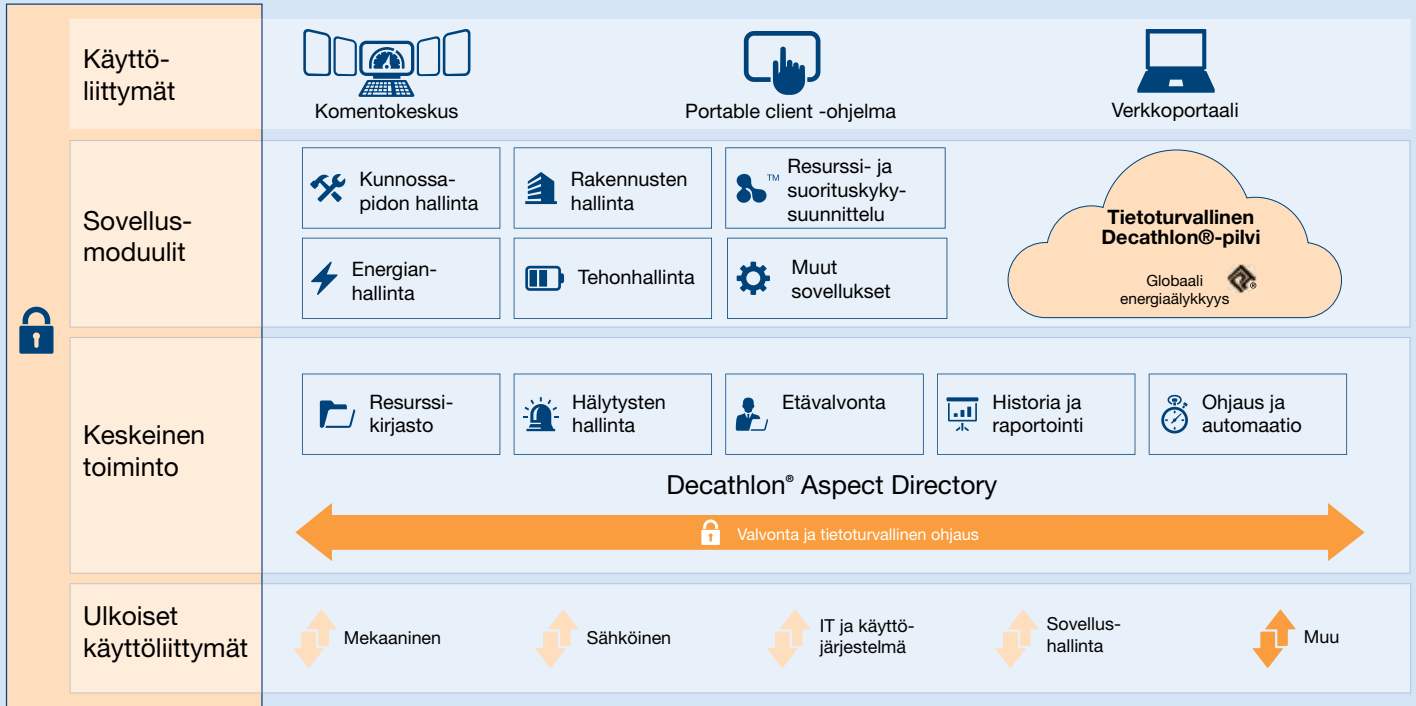 Käyttö-
liittymät
Komentokeskus
Portable client -ohjelma
Verkkoportaali
Sovellus-
moduulit
Kunnossa-
pidon hallinta
Rakennusten
hallinta
TM
Resurssi- ja
suorituskyky-
suunnittelu
Energian-
hallinta
Tehonhallinta
Muut
sovellukset
Tietoturvallinen
Decathlon®-pilvi
Globaali
energiaälykkyys
®
Keskeinen
toiminto
Resurssi-
kirjasto
Hälytysten
hallinta
Etävalvonta
Historia ja
raportointi
Ohjaus ja
automaatio
Decathlon® Aspect Directory
Valvonta ja tietoturvallinen ohjaus
Ulkoiset
käyttöliittymät
Mekaaninen
Sähköinen
IT ja käyttö-
järjestelmä
Sovellus-
hallinta
Muu